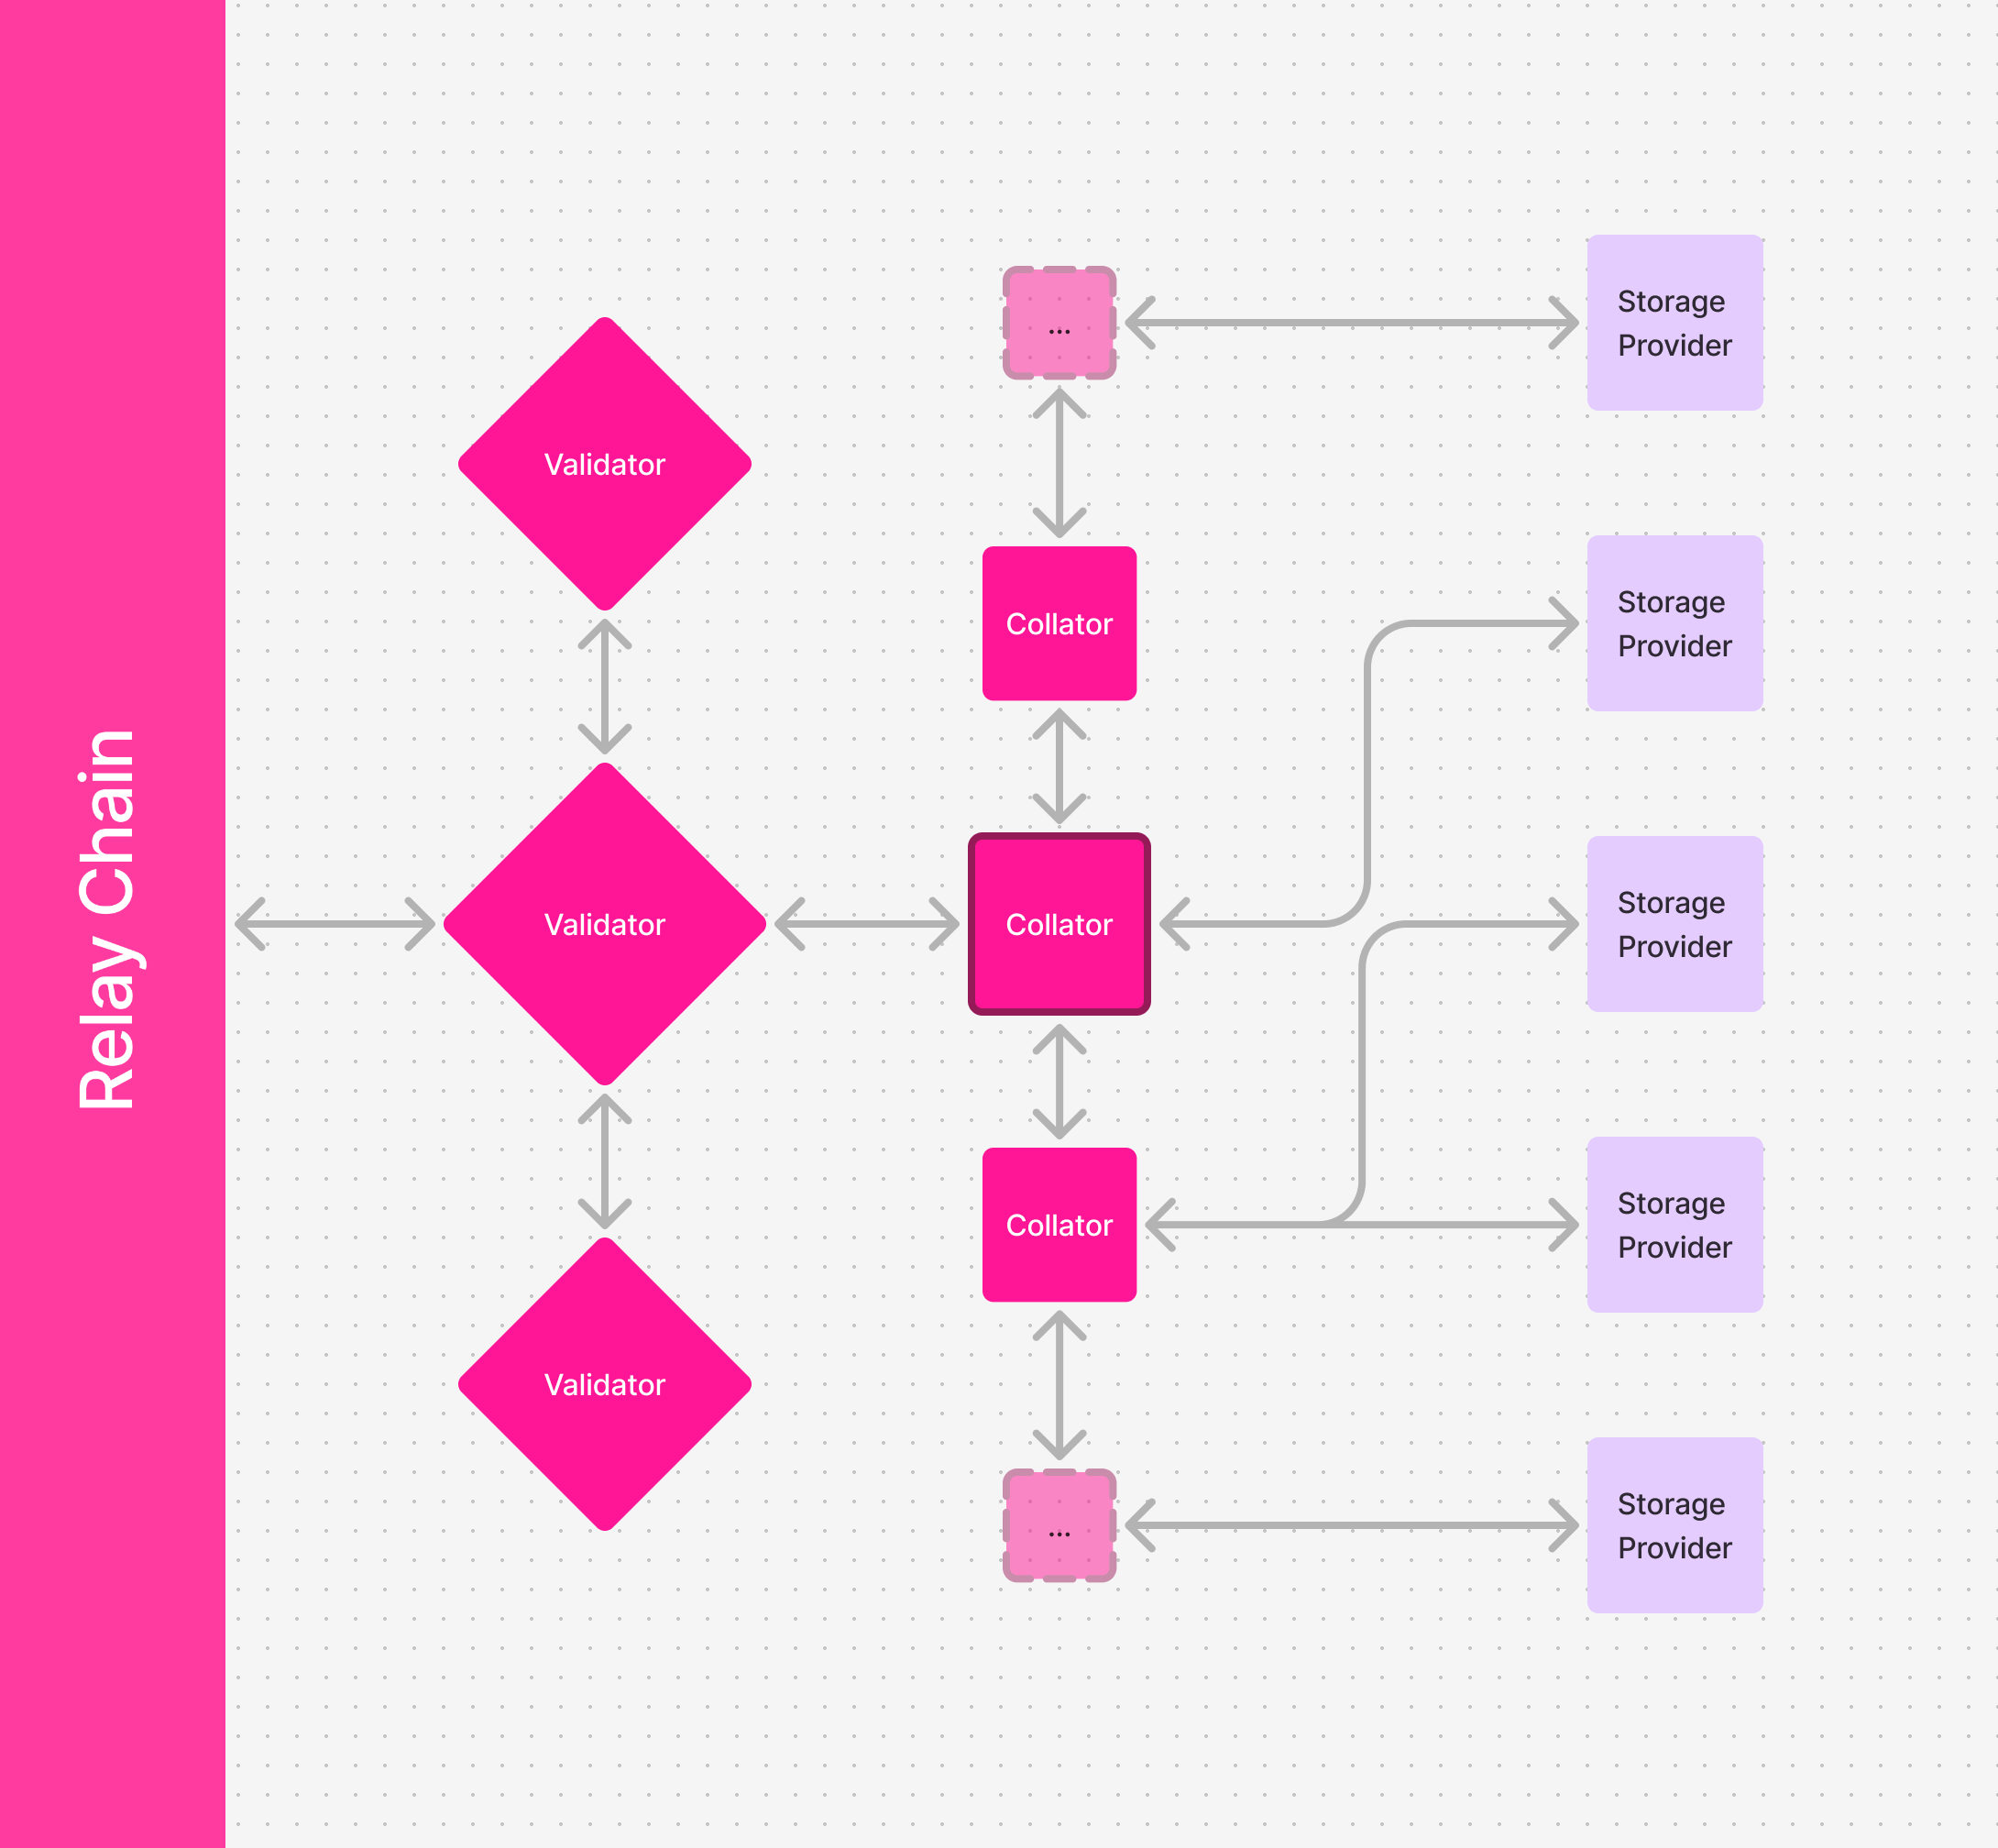 Relay Chain
Validator
Validator
Validator
...
Collator
Collator
Collator
...
Storage
Provider
Storage
Provider
Storage
Provider
Storage
Provider
Storage
Provider